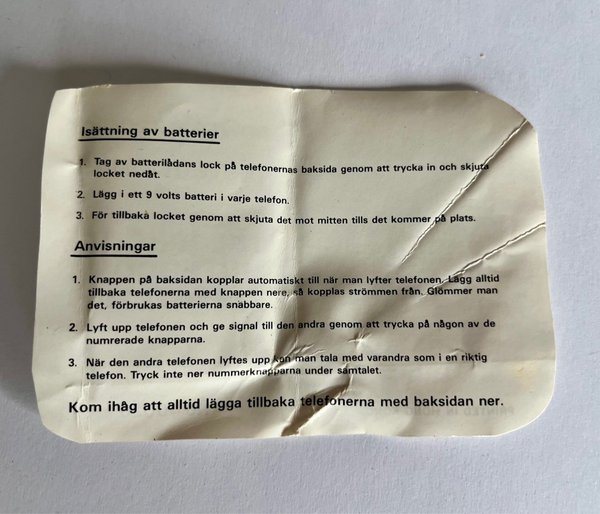 Isättning av batterier
1. Tag av batterilådans lock på telefonernas baksida genom att trycka in och skjuta
locket nedåt.
2. Lägg i ett 9 volts batteri i varje telefon.
3. För tillbaka locket genom att skjuta det mot mitten tills det kommer på plats.
Anvisningar
1. Knappen på baksidan kopplar automatiskt till när man lyfter telefonen. Lägg alltid
tillbaka telefonerna med knappen nere, så kopplas strömmen från. Glömmer man
det, förbrukas batterierna snäbbare.
2. Lyft upp telefonen och ge signal till den andra genom att trycka på någon av de
numrerade knapparna.
3. När den andra telefonen lyftes upp kan man tala med varandra som i en riktig
telefon. Tryck inte ner nummerknapparna under samtalet.
Kom ihåg att alltid lägga tillbaka telefonerna med baksidan ner.